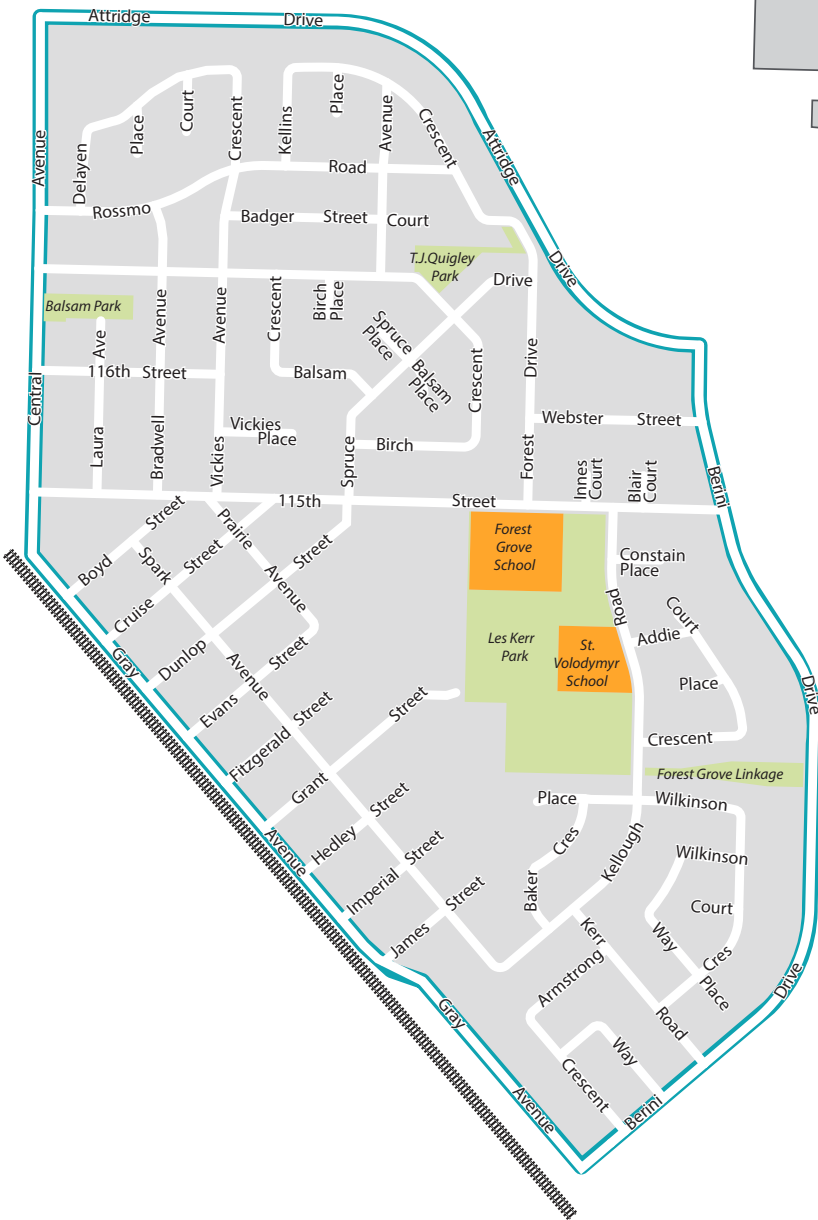 Attridge Drive
Avenue
Delayen
Place
Court
Crescent
Kellins
Place
Avenue
Crescent
Attridge
Drive
Road
Rossmo
Badger Street Court
T.J.Quigley
Park
Drive
Balsam Park
Ave
Avenue
Avenue
Crescent
Birch
Place
Spruce
Place
Balsam
Place
Crescent
Drive
116th Street
Balsam
Central
Laura
Bradwell
Vickies
Vickies
Place
Spruce
Birch
Forest
Webster Street
Innes
Court
Blair
Court
Berini
Drive
115th Street
Boyd Street
Spark
Avenue
Prairie
Avenue
Cruise Street
Dunlop Street
Evans Street
Fitzgerald Street
Grant Street
Hedley Street
Imperial Street
James Street
Gray
Avenue
Gray
Avenue
Forest
Grove
School
Les Kerr
Park
St.
Volodymyr
School
Constain
Place
Road
Addie
Court
Place
Crescent
Forest Grove Linkage
Place
Wilkinson
Cres
Baker
Kellough
Wilkinson
Court
Way
Cres
Place
Kerr
Road
Armstrong
Way
Crescent
Berini
Drive